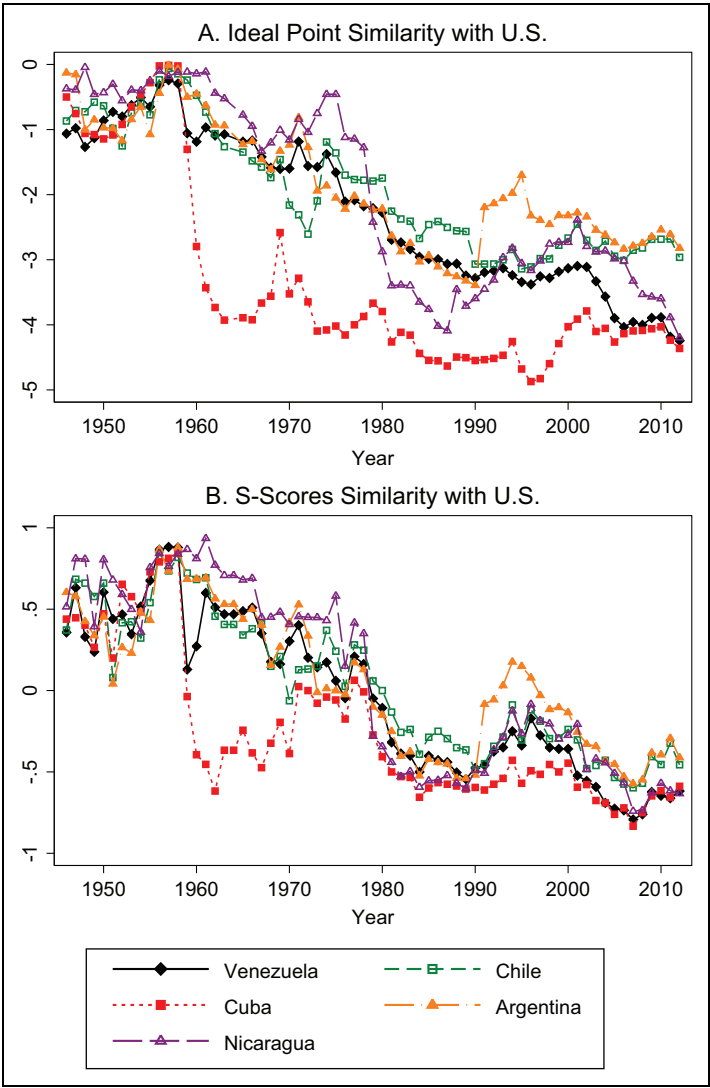 A. Ideal Point Similarity with U.S.
0
-1
-2
-3
-4
-5
1950 1960 1970 1980 1990 2000 2010
Year
B. S-Scores Similarity with U.S.
1
.5
0
-.5
-1
1950 1960 1970 1980 1990 2000 2010
Year
Venezuela Chile
Cuba Argentina
Nicaragua